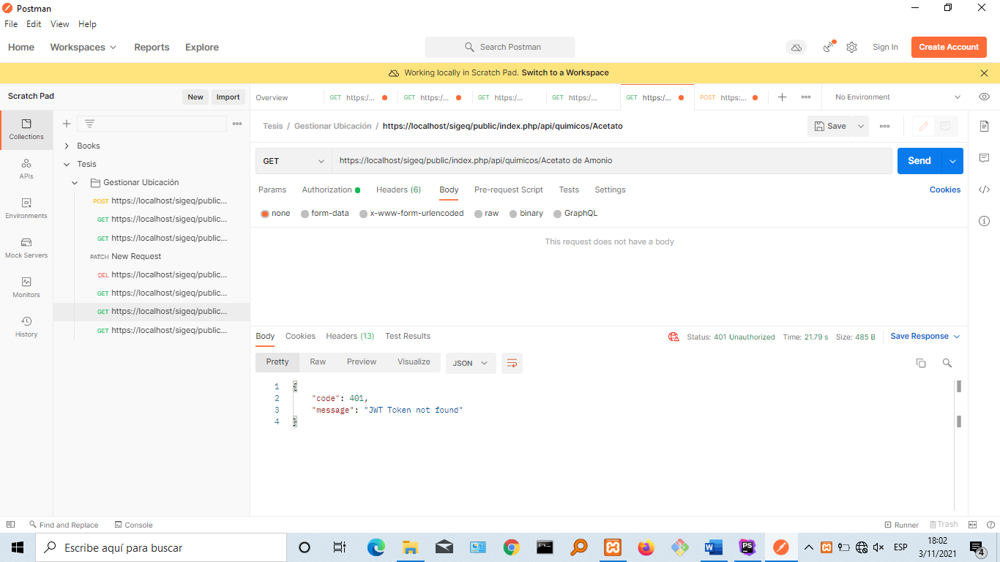 Postman
File Edit View Help
Home Workspaces Reports Explore
Search Postman
Sign In
Create Account
Working locally in Scratch Pad. Switch to a Workspace
Scratch Pad
New
Import
Overview
GET https:/...
GET https:/...
GET https:/...
GET https:/...
GET https:/...
POST https:...
No Environment
Collections
APIs
Environments
Mock Servers
Monitors
History
Books
Tesis
Gestionar Ubicación
POST https://localhost/sigeq/public...
GET https://localhost/sigeq/public...
GET https://localhost/sigeq/public...
PATCH New Request
DEL https://localhost/sigeq/public...
GET https://localhost/sigeq/public...
GET https://localhost/sigeq/public...
GET https://localhost/sigeq/public...
Tesis / Gestionar Ubicación / https://localhost/sigeq/public/index.php/api/quimicos/Acetato
Save
GET
https://localhost/sigeq/public/index.php/api/quimicos/Acetato de Amonio
Send
Params Authorization Headers (6) Body Pre-request Script Tests Settings
Cookies
none form-data x-www-form-urlencoded raw binary GraphQL
This request does not have a body
Body Cookies Headers (13) Test Results
Status: 401 Unauthorized Time: 21.79 s Size: 485 B
Save Response
Pretty Raw Preview Visualize
JSON
1 {
2 "code": 401,
3 "message": "JWT Token not found"
4 }
Find and Replace
Console
Runner
Trash
Escribe aquí para buscar
PS
ESP
18:02
3/11/2021
4